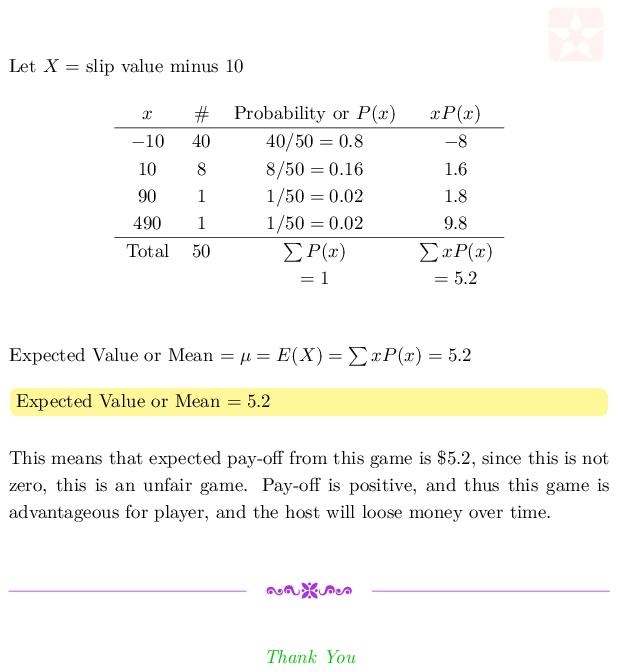 Let X = slip value minus 10
x # Probability or P(x) xP(x)
−10 40 40/50 = 0.8 −8
10 8 8/50 = 0.16 1.6
90 1 1/50 = 0.02 1.8
490 1 1/50 = 0.02 9.8
Total 50 ∑ P(x) ∑ xP(x)
= 1 = 5.2
Expected Value or Mean = μ = E(X) = ∑ xP(x) = 5.2
Expected Value or Mean = 5.2
This means that expected pay-off from this game is $5.2, since this is not
zero, this is an unfair game. Pay-off is positive, and thus this game is
advantageous for player, and the host will loose money over time.
Thank You